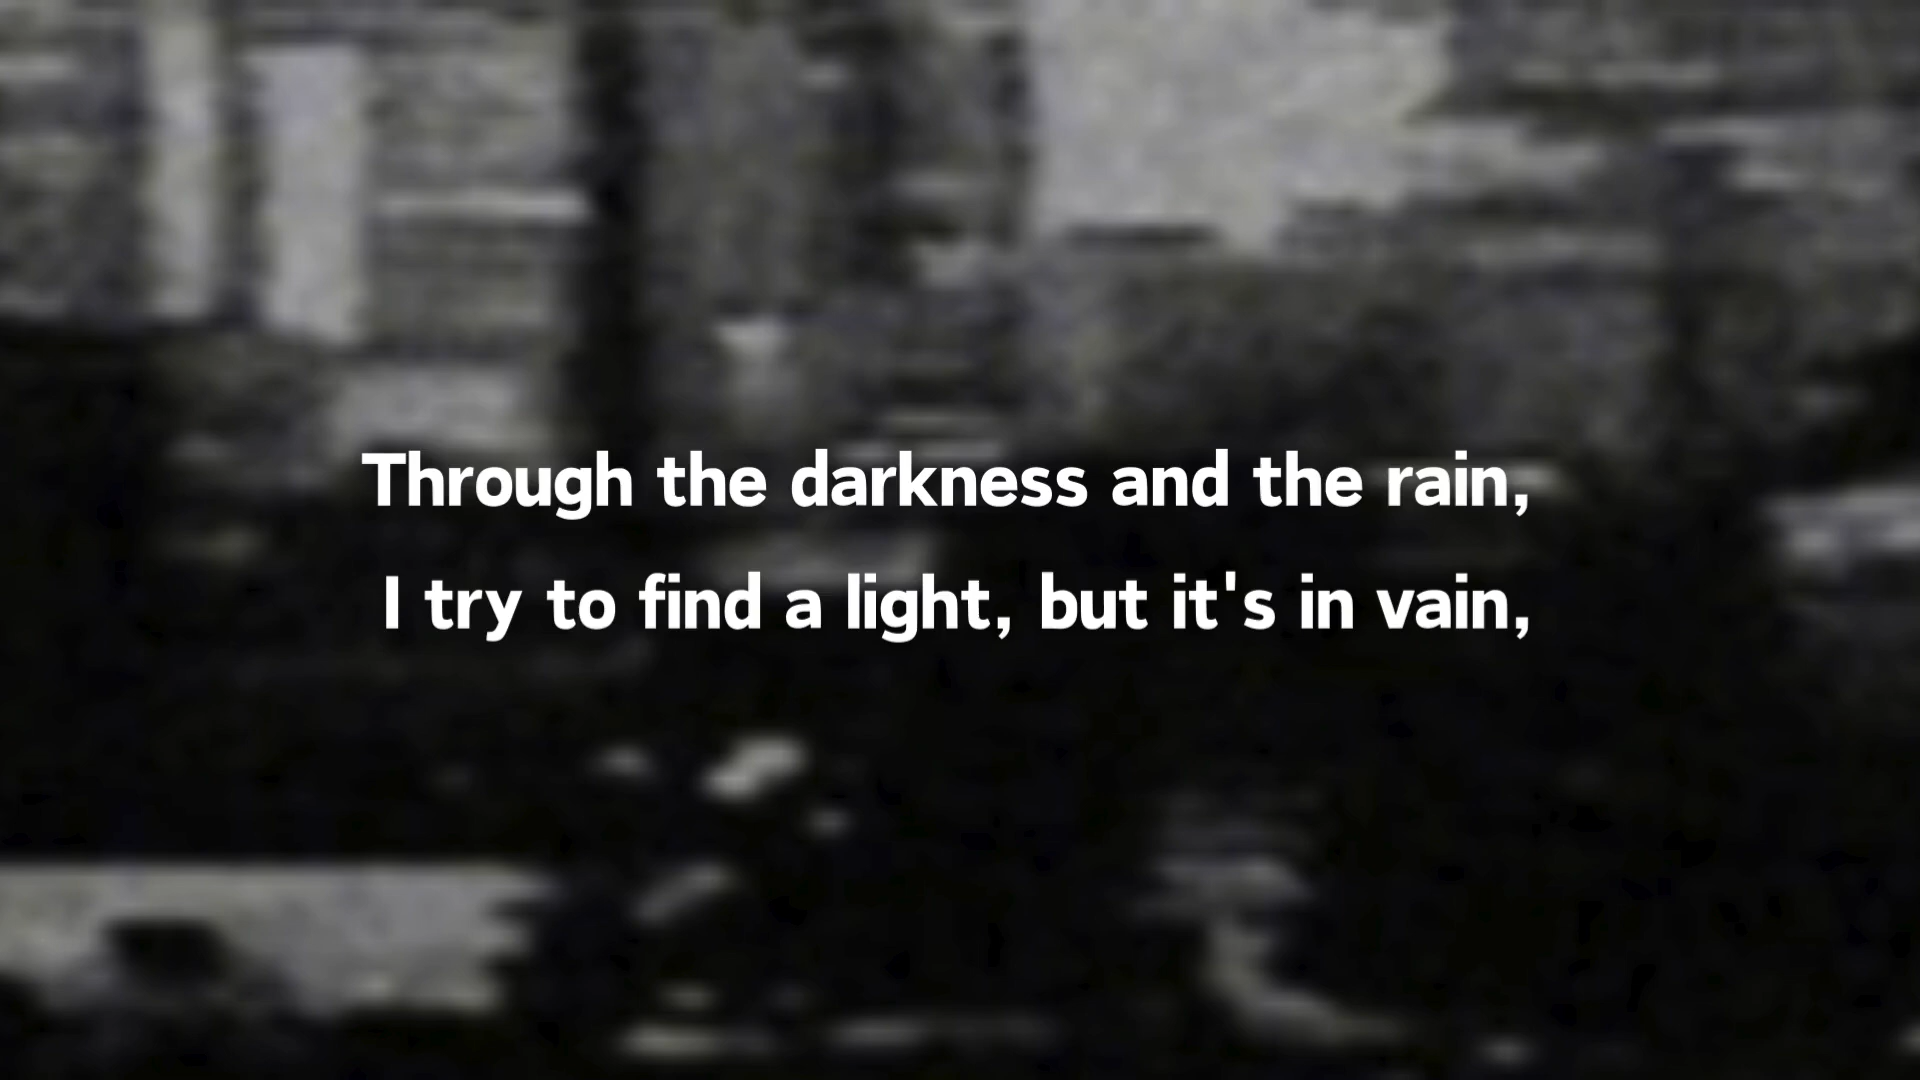 Through the darkness and the rain,
I try to find a light, but it's in vain,